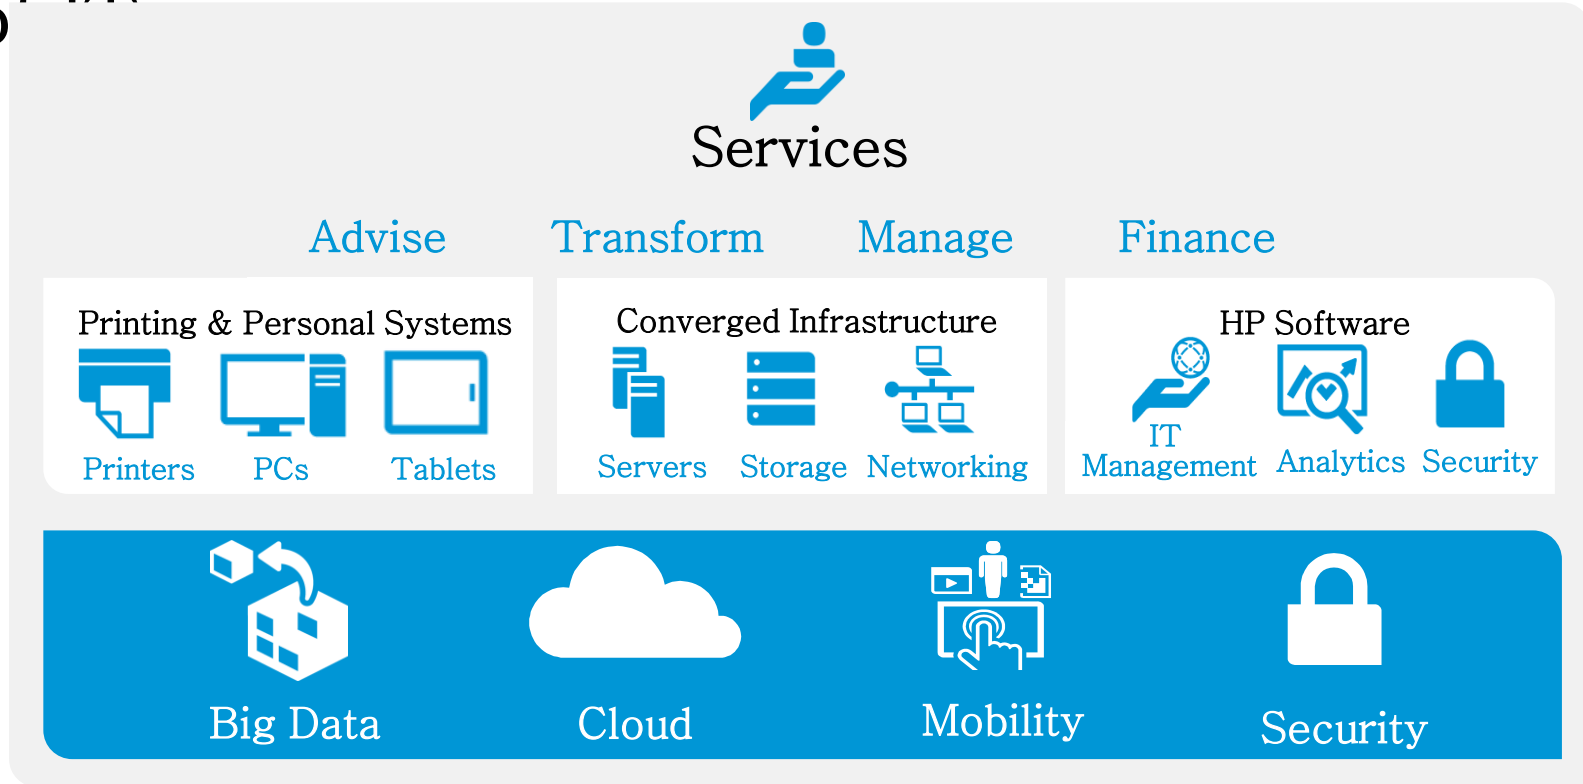 Services
Advise Transform Manage Finance
Printing & Personal Systems
Printers PCs Tablets
Converged Infrastructure
Servers Storage Networking
HP Software
IT
Management Analytics Security
Big Data Cloud Mobility Security